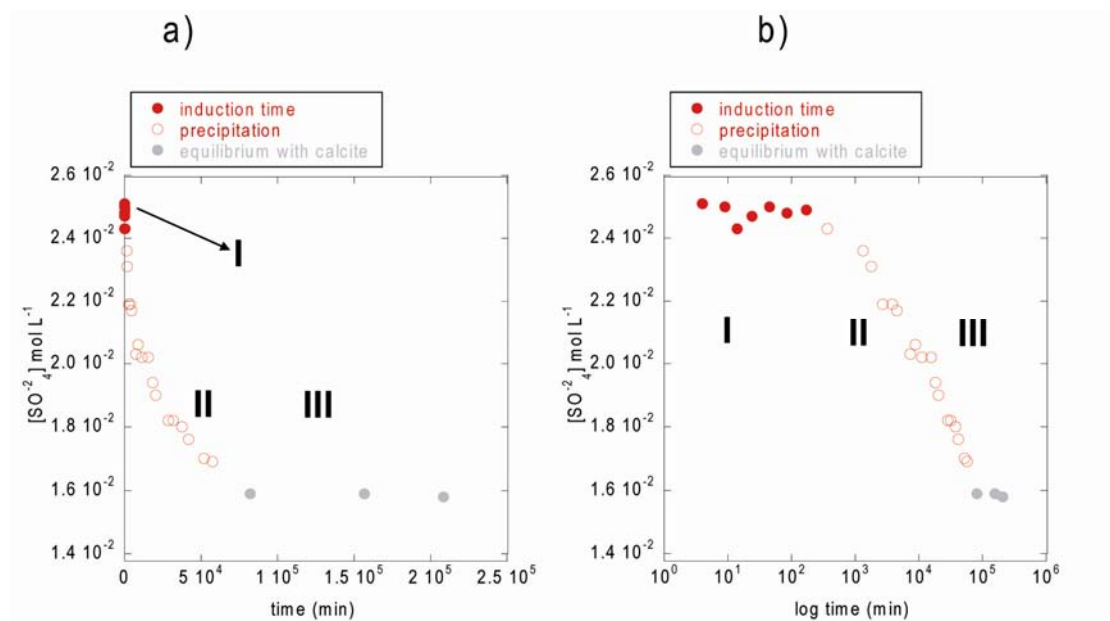 a)
induction time
precipitation
equilibrium with calcite
2.6 10⁻²
2.4 10⁻²
2.2 10⁻²
2.0 10⁻²
1.8 10⁻²
1.6 10⁻²
1.4 10⁻²
[SO⁻²₄] mol L⁻¹
I
II
III
0
5 10⁴
1 10⁵
1.5 10⁵
2 10⁵
2.5 10⁵
time (min)
b)
induction time
precipitation
equilibrium with calcite
2.6 10⁻²
2.4 10⁻²
2.2 10⁻²
2.0 10⁻²
1.8 10⁻²
1.6 10⁻²
1.4 10⁻²
[SO⁻²₄] mol L⁻¹
I
II
III
10⁰
10¹
10²
10³
10⁴
10⁵
10⁶
log time (min)